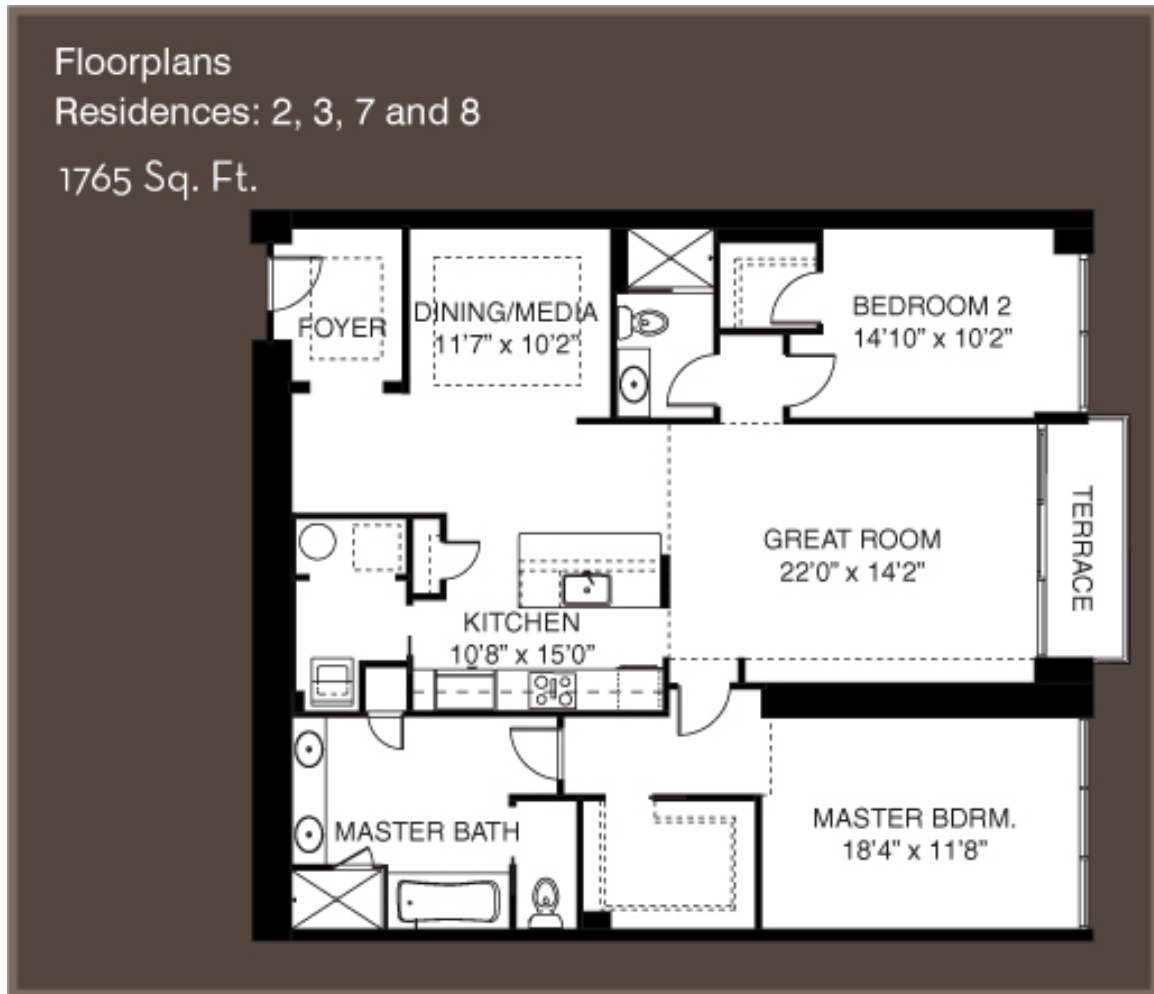 Floorplans
Residences: 2, 3, 7 and 8
1765 Sq. Ft.
FOYER
DINING/MEDIA
11'7" x 10'2"
BEDROOM 2
14'10" x 10'2"
GREAT ROOM
22'0" x 14'2"
TERRACE
KITCHEN
10'8" x 15'0"
MASTER BATH
MASTER BDRM.
18'4" x 11'8"